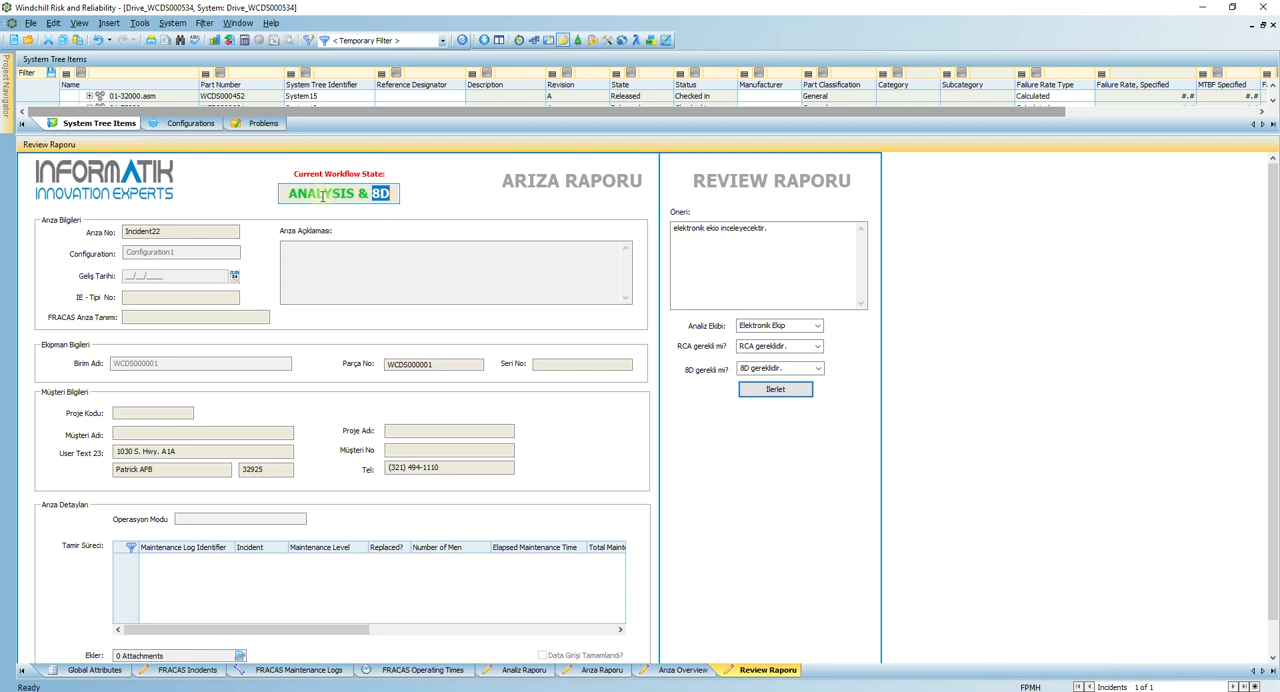 Windchill Risk and Reliability - [Drive_WCDS000534, System: Drive_WCDS000534]
File Edit View Insert Tools System Filter Window Help
< Temporary Filter >
Project Navigator
System Tree Items
Filter
Name Part Number System Tree Identifier Reference Designator Description Revision State Status Manufacturer Part Classification Category Subcategory Failure Rate Type Failure Rate, Specified MTBF Specified Fa
01-32000.asm WCDS000452 System15 A Released Checked in General Calculated #.# #.#
System Tree Items Configurations Problems
Review Raporu
INFORMATIK
INNOVATION EXPERTS
Current Workflow State:
ANALYSIS & 8D
ARIZA RAPORU
REVIEW RAPORU
Arıza Bilgileri
Arıza No: Incident22
Configuration: Configuration1
Geliş Tarihi: __/__/____
IE - Tipi No:
FRACAS Arıza Tanımı:
Arıza Açıklaması:
Ekipman Bigileri
Birim Adı: WCDS000001 Parça No: WCDS000001 Seri No:
Müşteri Bilgileri
Proje Kodu:
Müşteri Adı: Proje Adı:
User Text 23: 1030 S. Hwy. A1A Müşteri No
Patrick AFB 32925 Tel: (321) 494-1110
Arıza Detayları
Operasyon Modu
Tamir Süreci: Maintenance Log Identifier Incident Maintenance Level Replaced? Number of Men Elapsed Maintenance Time Total Maint
Ekler: 0 Attachments Data Girişi Tamamlandı?
Öneri:
elektronik ekio inceleyecektir.
Analiz Ekibi: Elektronik Ekip
RCA gerekli mi? RCA gereklidir.
8D gerekli mi? 8D gereklidir.
İlerlet
Global Attributes FRACAS Incidents FRACAS Maintenance Logs FRACAS Operating Times Analiz Raporu Arıza Raporu Arıza Overview Review Raporu
Ready FPMH Incidents 1 of 1